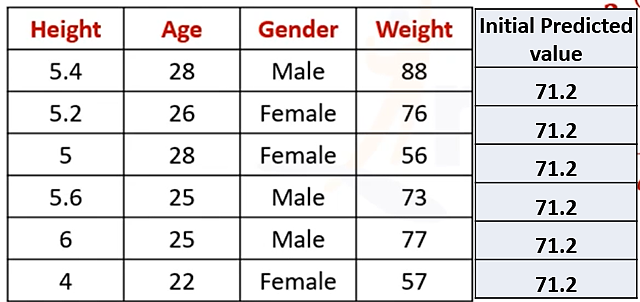 Height Age Gender Weight Initial Predicted value
5.4 28 Male 88 71.2
5.2 26 Female 76 71.2
5 28 Female 56 71.2
5.6 25 Male 73 71.2
6 25 Male 77 71.2
4 22 Female 57 71.2